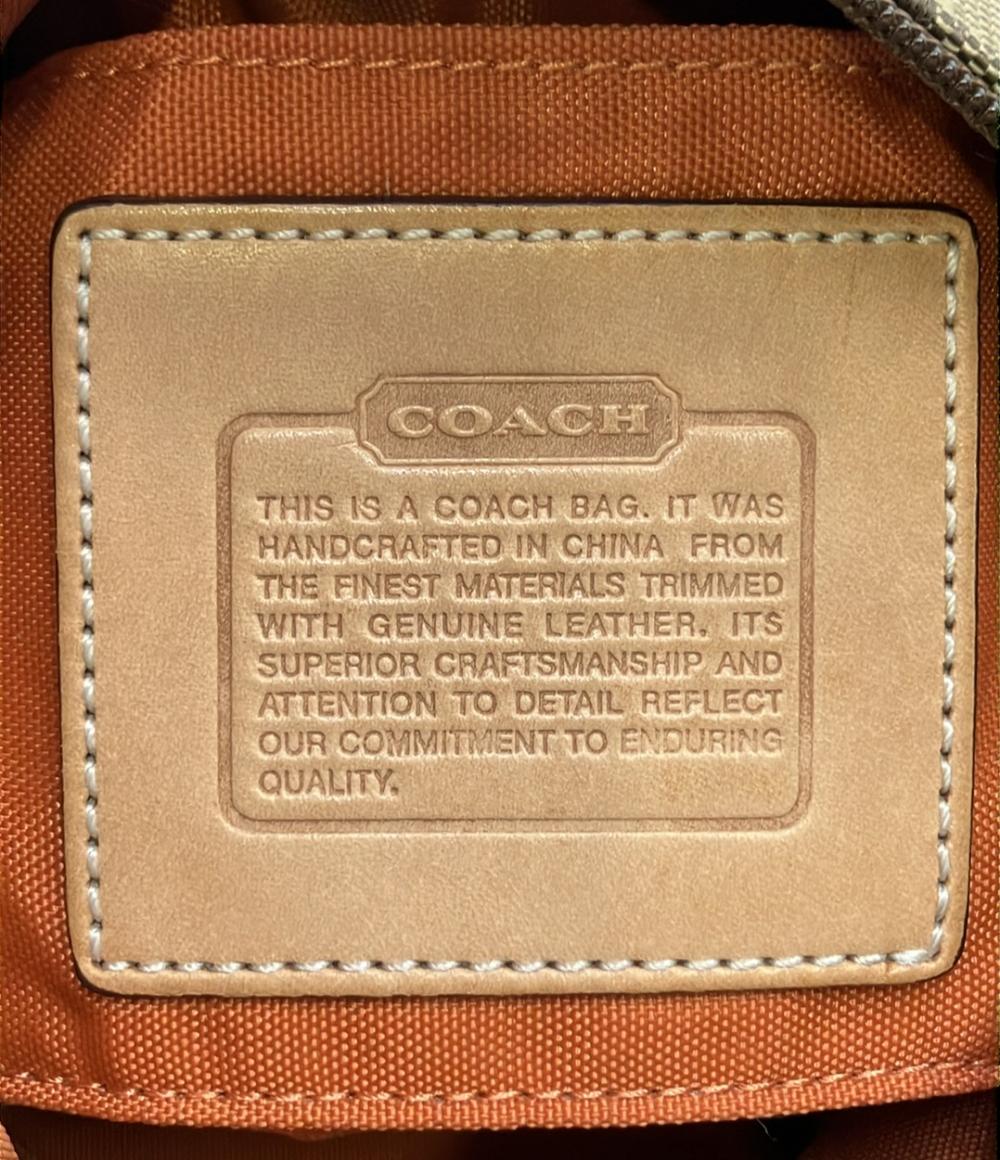 COACH
THIS IS A COACH BAG. IT WAS
HANDCRAFTED IN CHINA FROM
THE FINEST MATERIALS TRIMMED
WITH GENUINE LEATHER. ITS
SUPERIOR CRAFTSMANSHIP AND
ATTENTION TO DETAIL REFLECT
OUR COMMITMENT TO ENDURING
QUALITY.